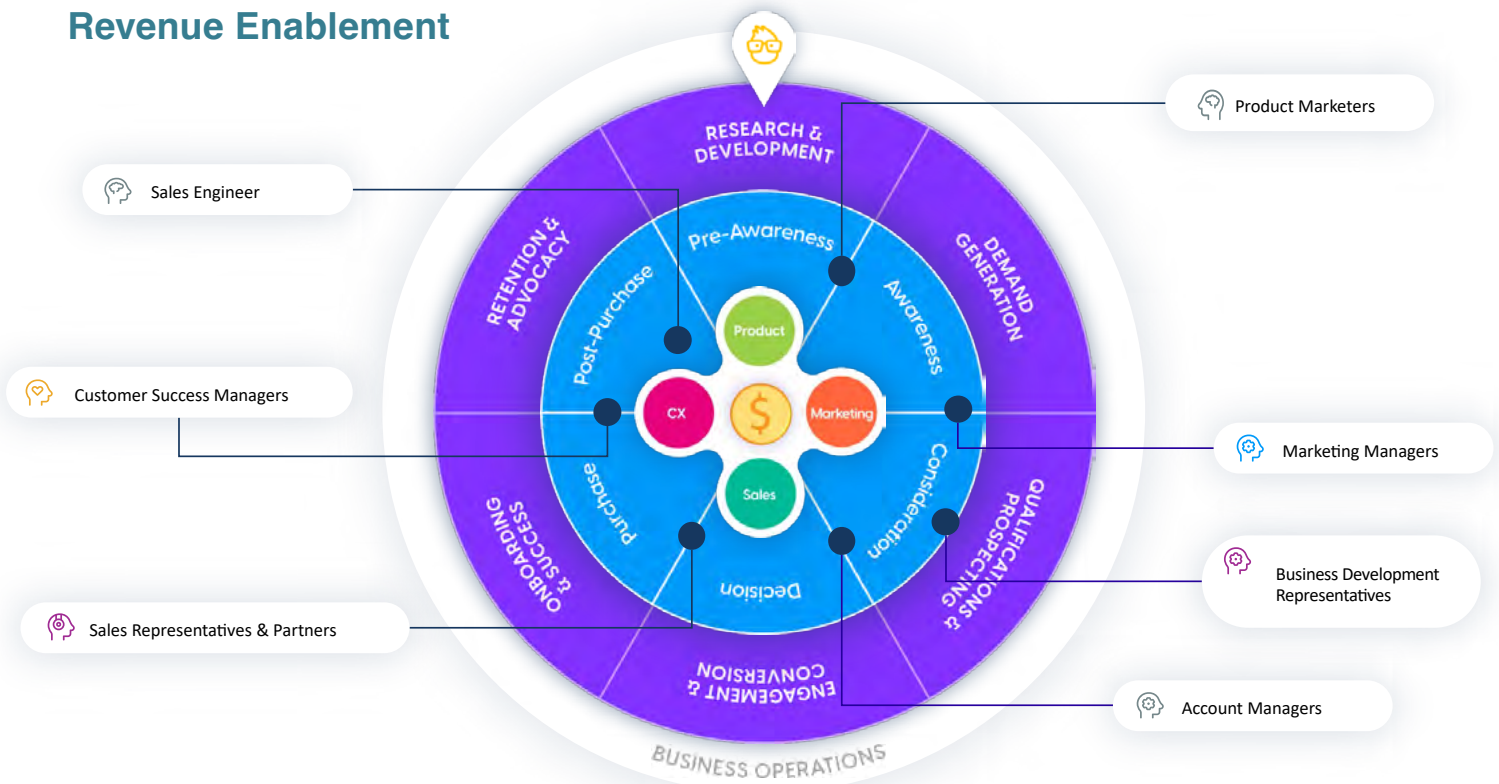 Revenue Enablement
Product Marketers
Sales Engineer
Customer Success Managers
Marketing Managers
Business Development
Representatives
Sales Representatives & Partners
Account Managers
RESEARCH &
DEVELOPMENT
DEMAND
GENERATION
QUALIFICATIONS &
PROSPECTING
ENGAGEMENT &
CONVERSION
ONBOARDING
& SUCCESS
RETENTION &
ADVOCACY
Pre-Awareness
Awareness
Consideration
Decision
Purchase
Post-Purchase
Product
Marketing
Sales
CX
$
BUSINESS OPERATIONS